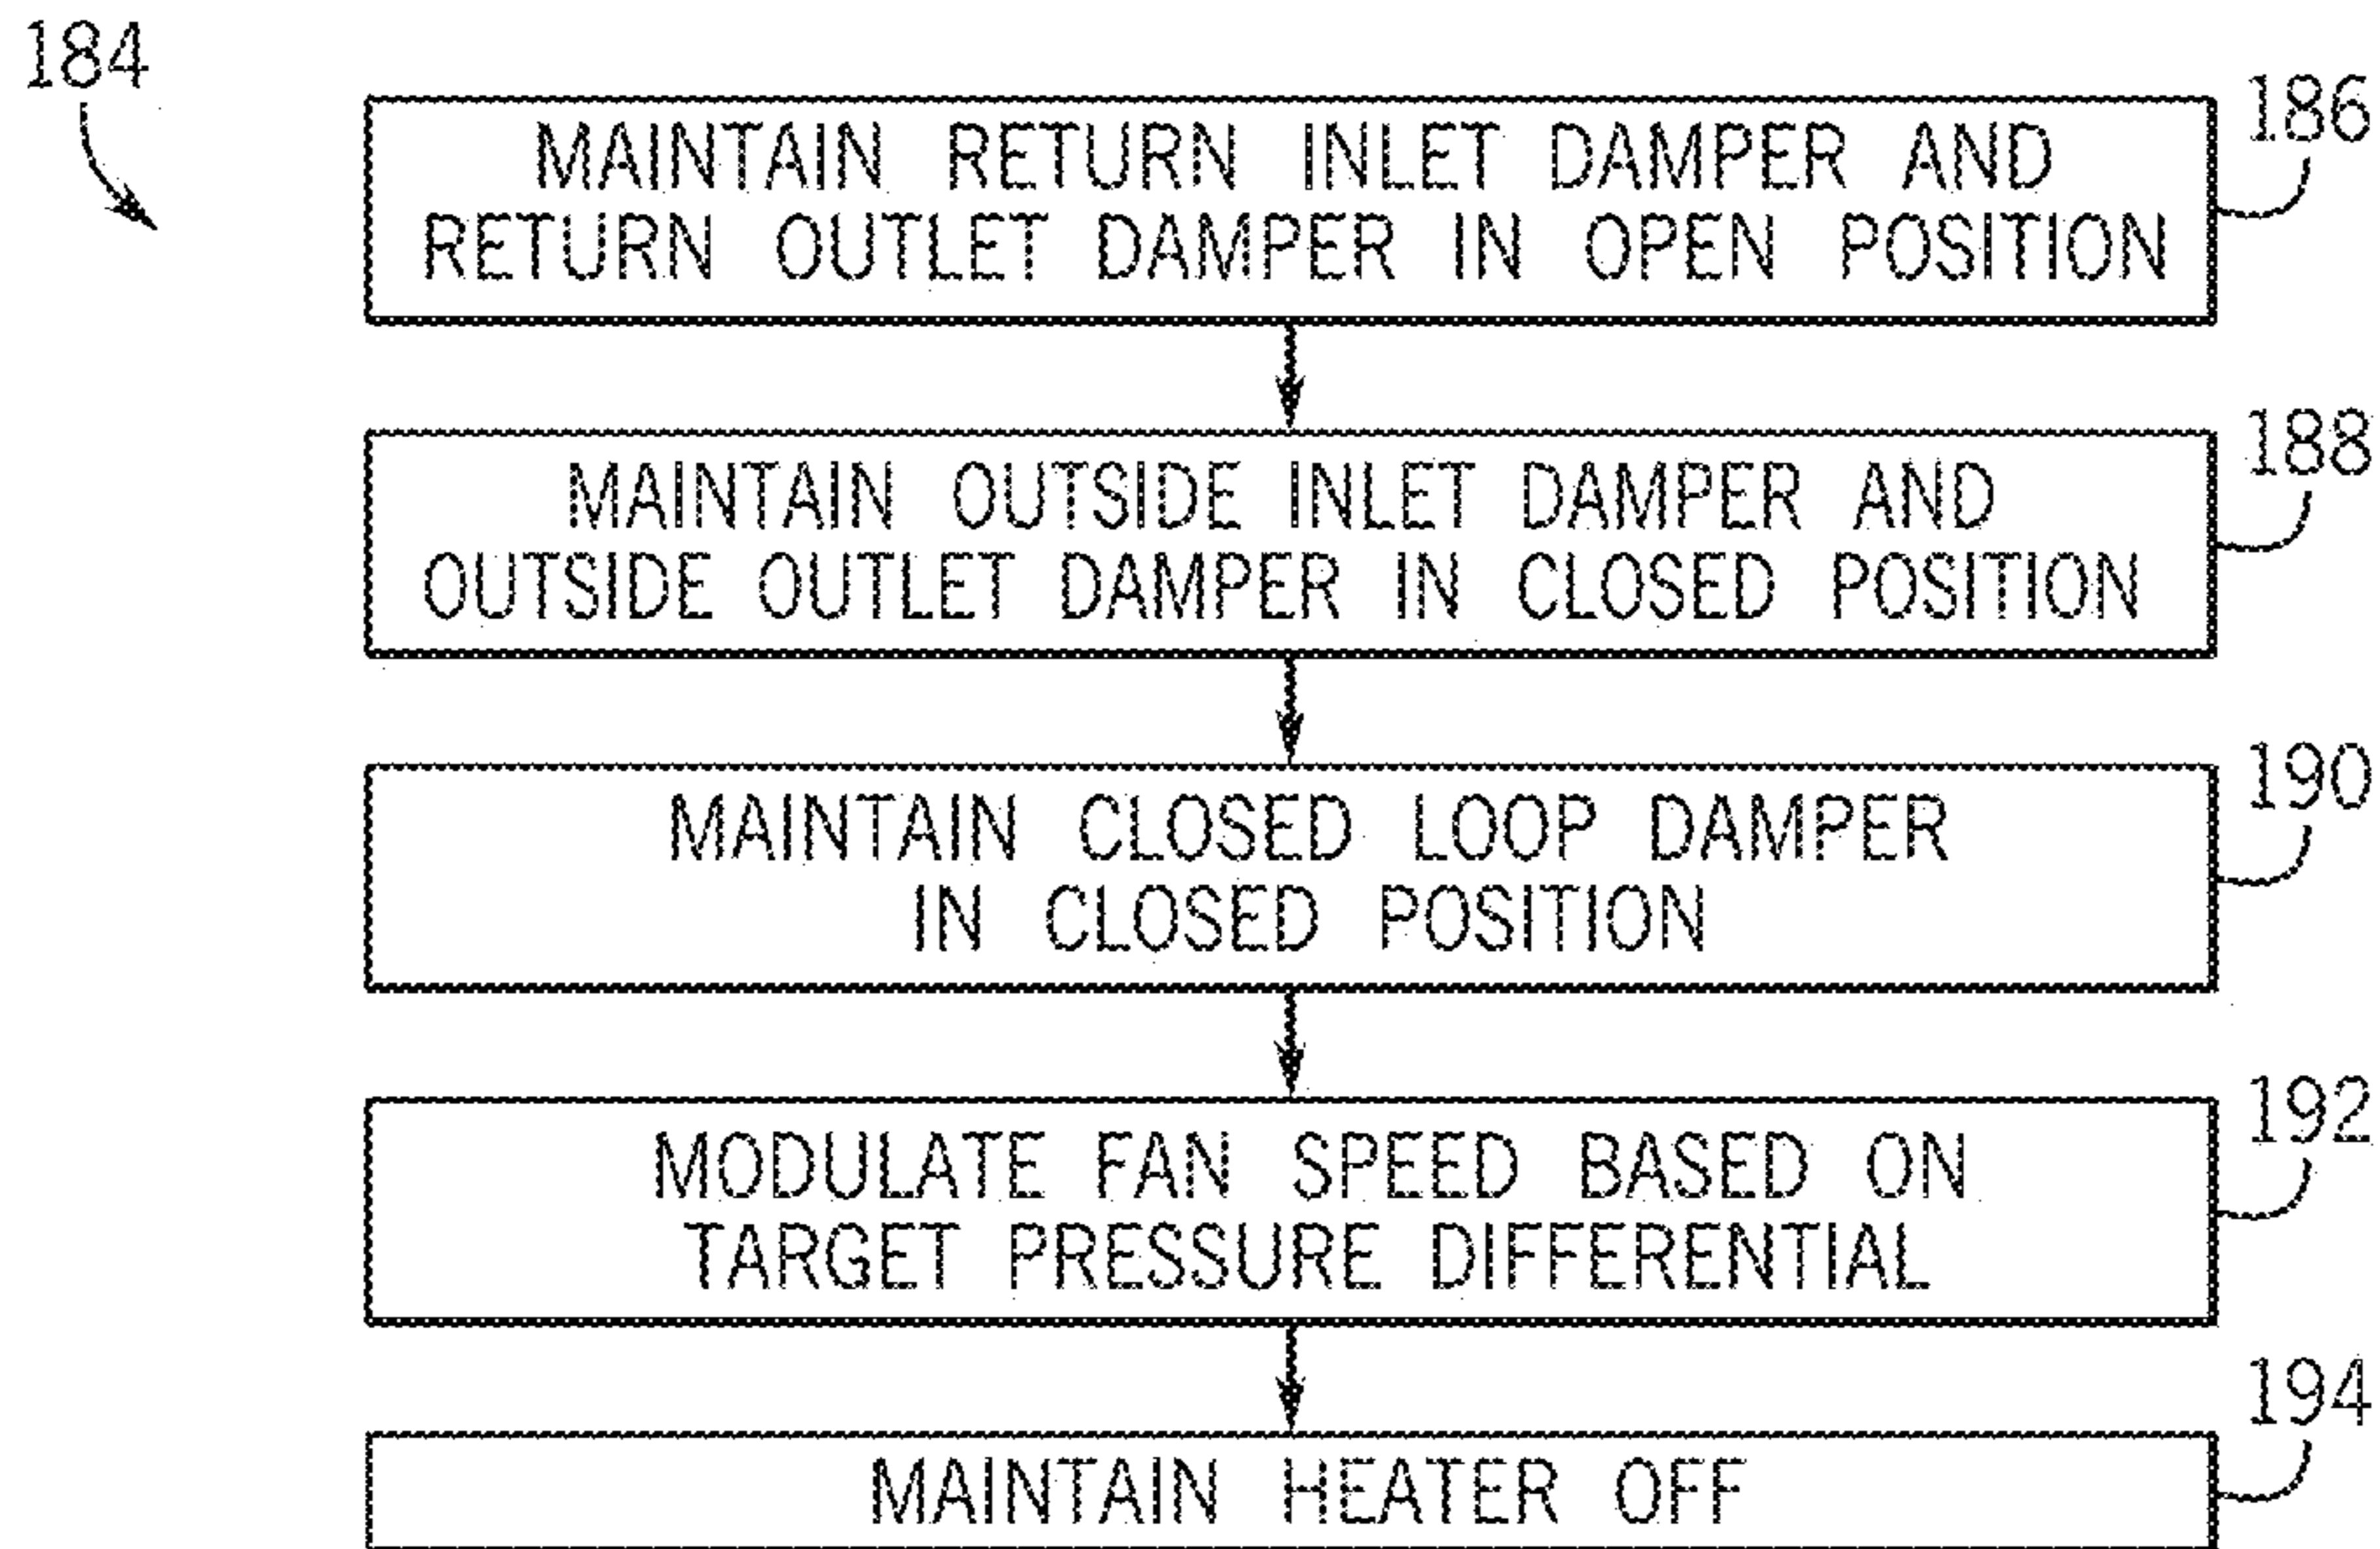 184
MAINTAIN RETURN INLET DAMPER AND
RETURN OUTLET DAMPER IN OPEN POSITION
186
MAINTAIN OUTSIDE INLET DAMPER AND
OUTSIDE OUTLET DAMPER IN CLOSED POSITION
188
MAINTAIN CLOSED LOOP DAMPER
IN CLOSED POSITION
190
MODULATE FAN SPEED BASED ON
TARGET PRESSURE DIFFERENTIAL
192
MAINTAIN HEATER OFF
194